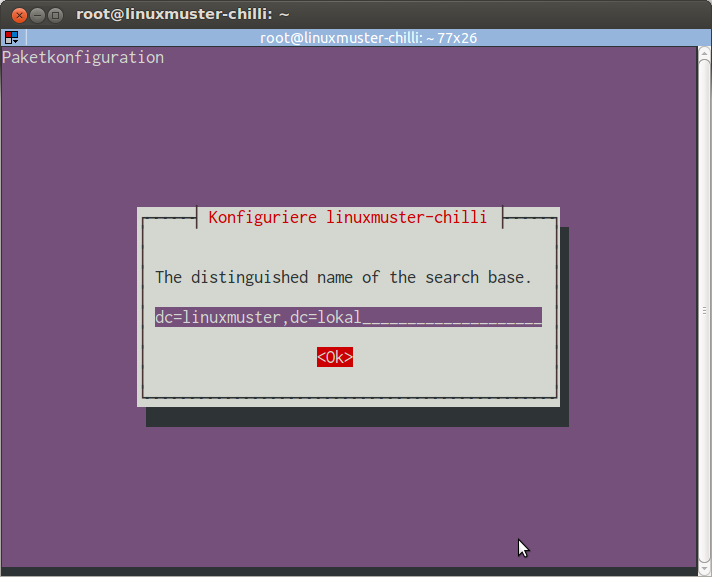 root@linuxmuster-chilli: ~
root@linuxmuster-chilli: ~ 77x26
Paketkonfiguration
Konfiguriere linuxmuster-chilli
The distinguished name of the search base.
dc=linuxmuster,dc=lokal____________________
<Ok>